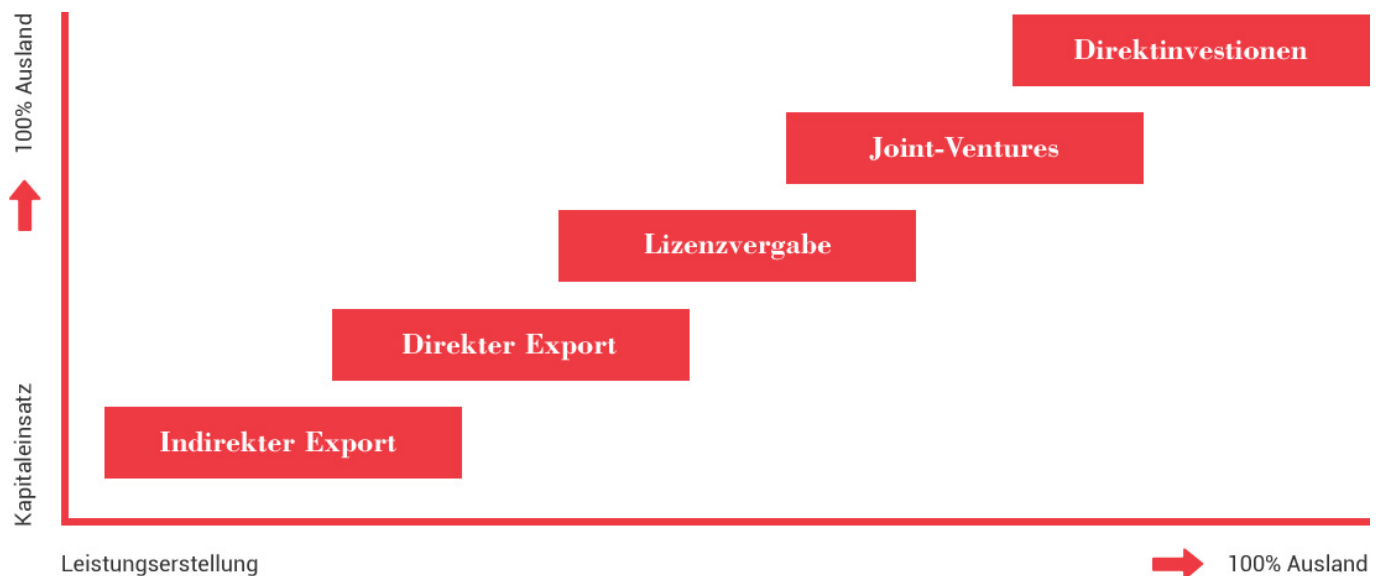 100% Ausland
Direktinvestionen
Joint-Ventures
Lizenzvergabe
Direkter Export
Kapitaleinsatz
Indirekter Export
Leistungserstellung
100% Ausland